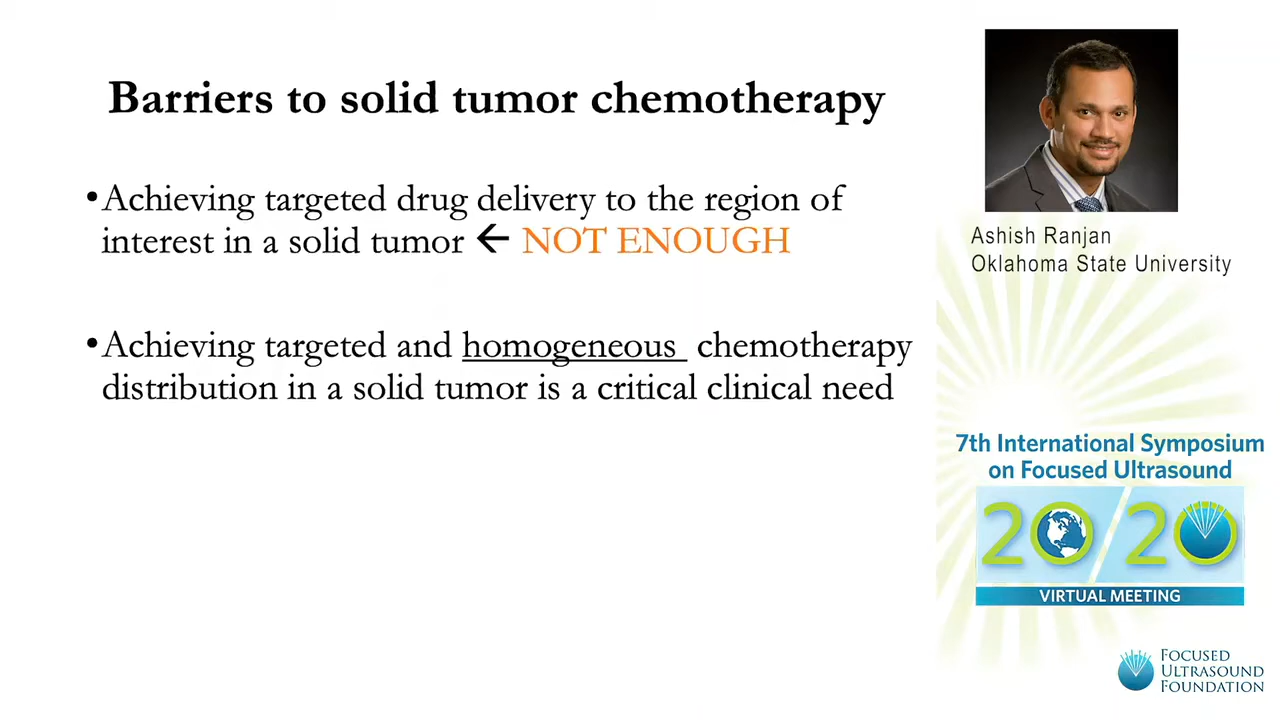 Barriers to solid tumor chemotherapy
•Achieving targeted drug delivery to the region of
interest in a solid tumor ← NOT ENOUGH
•Achieving targeted and homogeneous chemotherapy
distribution in a solid tumor is a critical clinical need
Ashish Ranjan
Oklahoma State University
7th International Symposium
on Focused Ultrasound
20/20
VIRTUAL MEETING
FOCUSED
ULTRASOUND
FOUNDATION